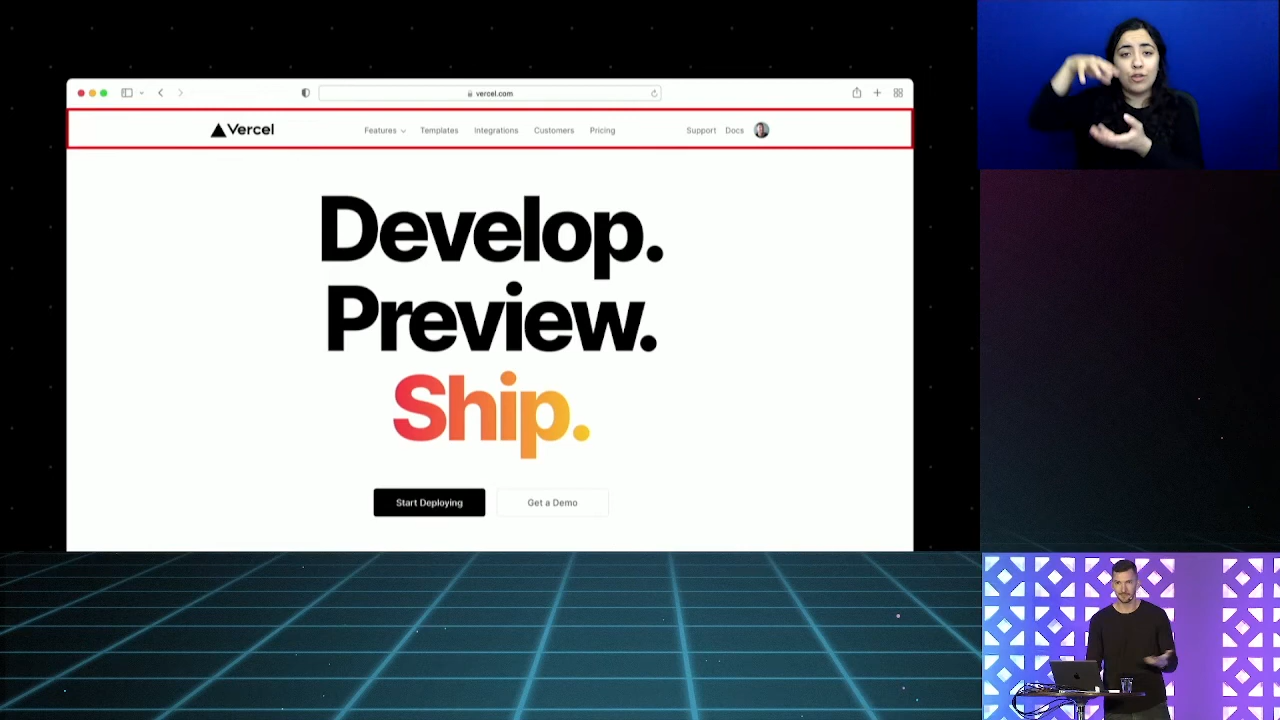 vercel.com
Vercel Features Templates Integrations Customers Pricing Support Docs
Develop.
Preview.
Ship.
Start Deploying Get a Demo